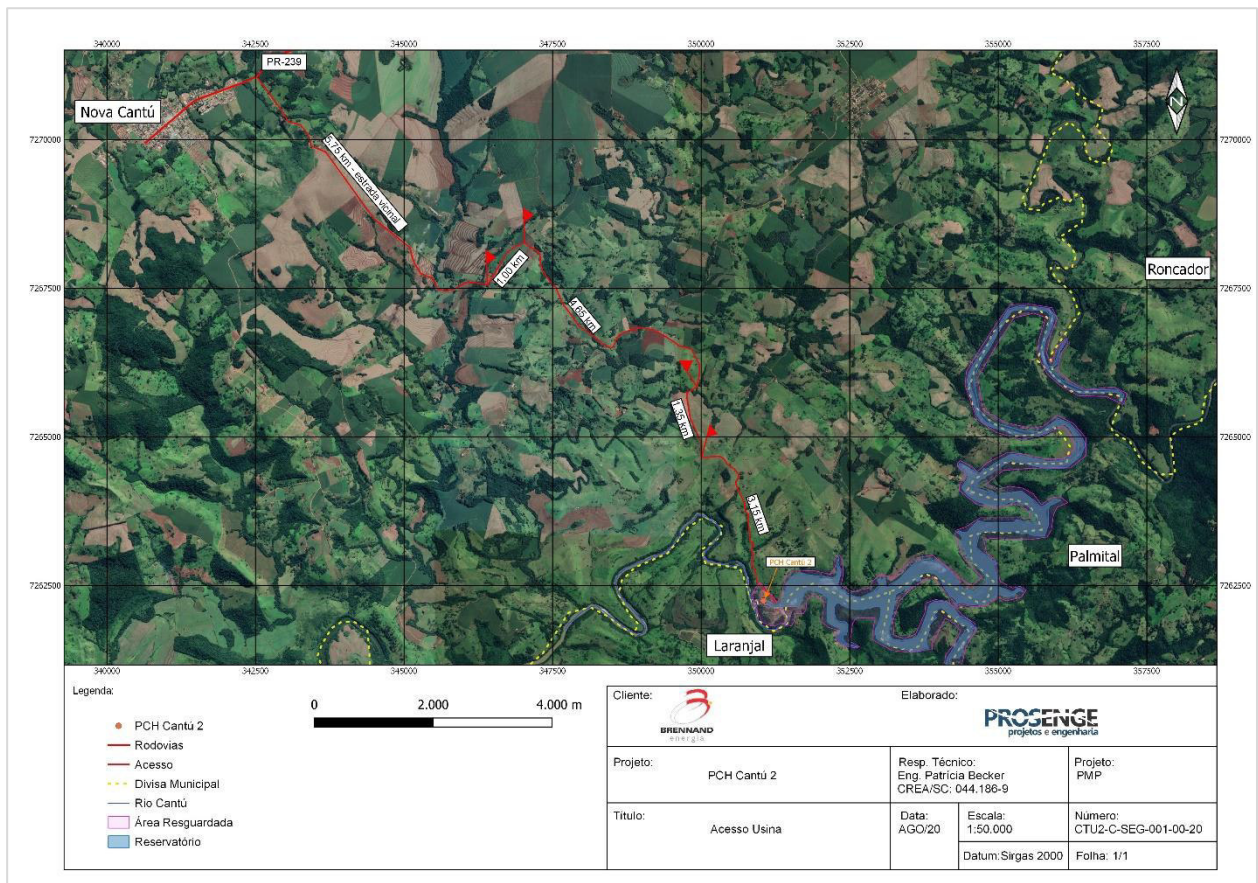 340000 342500 345000 347500 350000 352500 355000 357500
PR-239
Nova Cantú
7270000 7270000
5.75 km - estrada vicinal
Roncador
1.00 km
7267500 7267500
4.65 km
1.35 km
7265000 7265000
3.15 km
Palmital
PCH Cantú 2
7262500 7262500
Laranjal
340000 342500 345000 347500 350000 352500 355000 357500
N
Legenda:
PCH Cantú 2
Rodovias
Acesso
Divisa Municipal
Rio Cantú
Área Resguardada
Reservatório
0 2.000 4.000 m
Cliente:
BRENNAND
energia
Elaborado:
PROSENGE
projetos e engenharia
Projeto:
PCH Cantú 2
Resp. Técnico:
Eng. Patrícia Becker
CREA/SC: 044.186-9
Projeto:
PMP
Título:
Acesso Usina
Data:
AGO/20
Escala:
1:50.000
Número:
CTU2-C-SEG-001-00-20
Datum:Sirgas 2000
Folha: 1/1